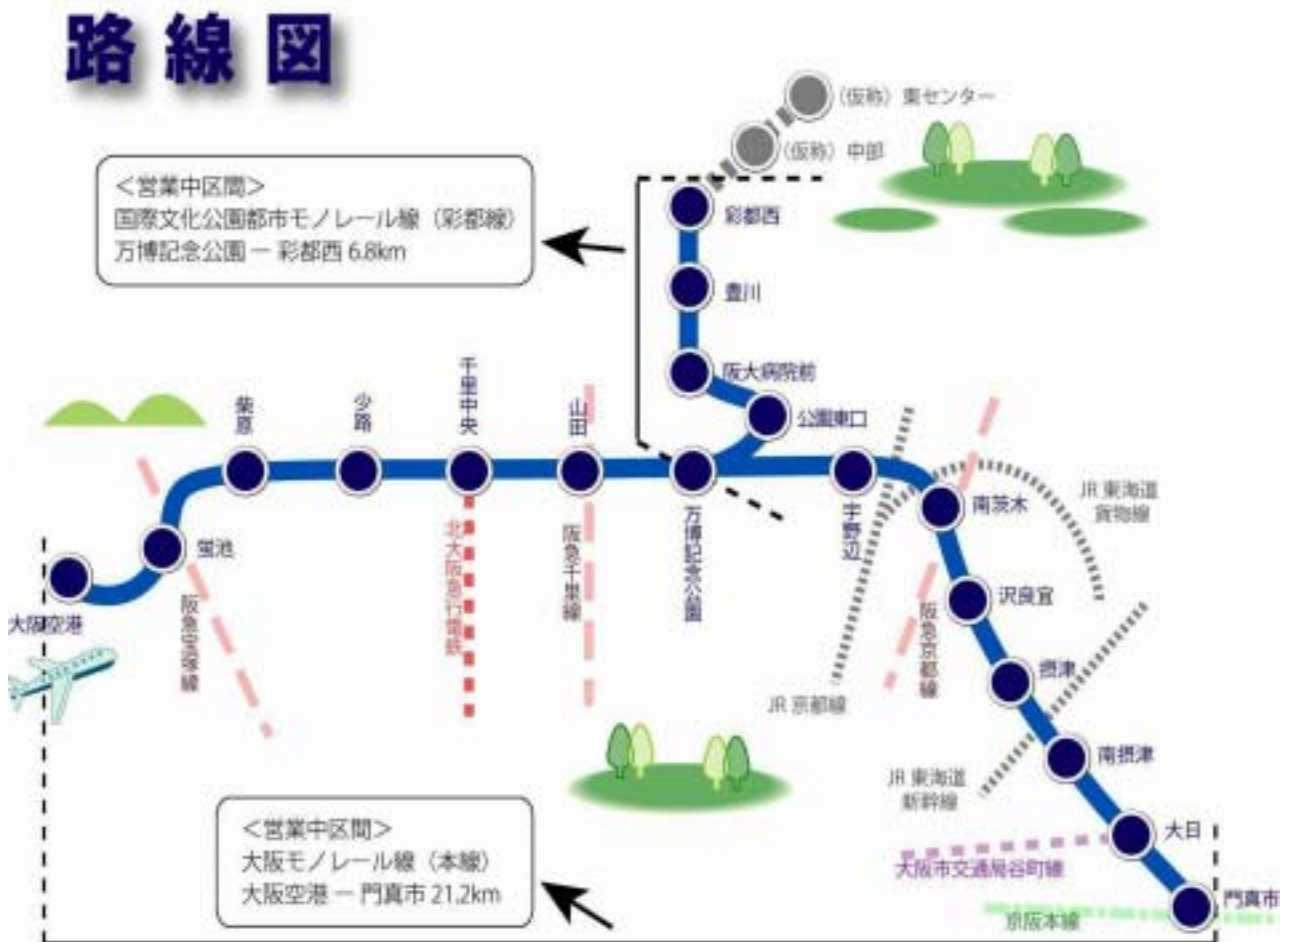 路線図
(仮称) 東センター
(仮称) 中部
＜営業中区間＞
国際文化公園都市モノレール線（彩都線）
万博記念公園 ー 彩都西 6.8km
彩都西
豊川
阪大病院前
公園東口
柴原
少路
千里中央
山田
万博記念公園
宇野辺
南茨木
JR 東海道
貨物線
蛍池
大阪空港
阪急宝塚線
北大阪急行電鉄
阪急千里線
JR 京都線
阪急京都線
沢良宜
摂津
南摂津
JR 東海道
新幹線
大日
大阪市交通局谷町線
門真市
京阪本線
＜営業中区間＞
大阪モノレール線（本線）
大阪空港 ー 門真市 21.2km